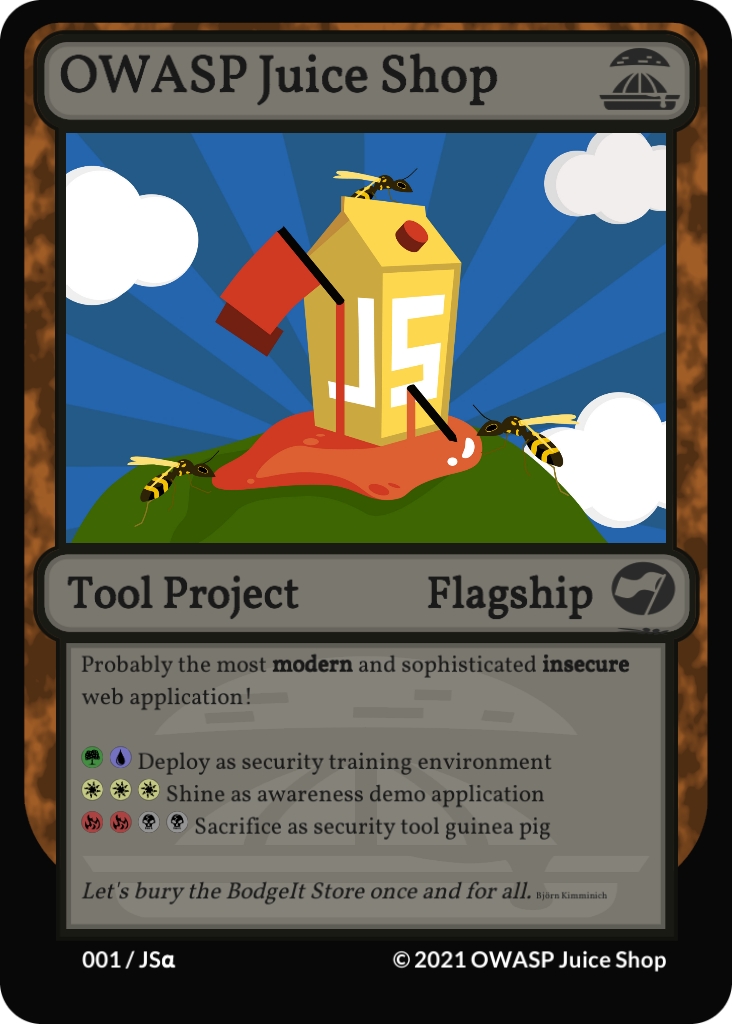 OWASP Juice Shop
JS
Tool Project Flagship
Probably the most modern and sophisticated insecure
web application!
Deploy as security training environment
Shine as awareness demo application
Sacrifice as security tool guinea pig
Let's bury the BodgeIt Store once and for all. Björn Kimminich
001 / JSα © 2021 OWASP Juice Shop